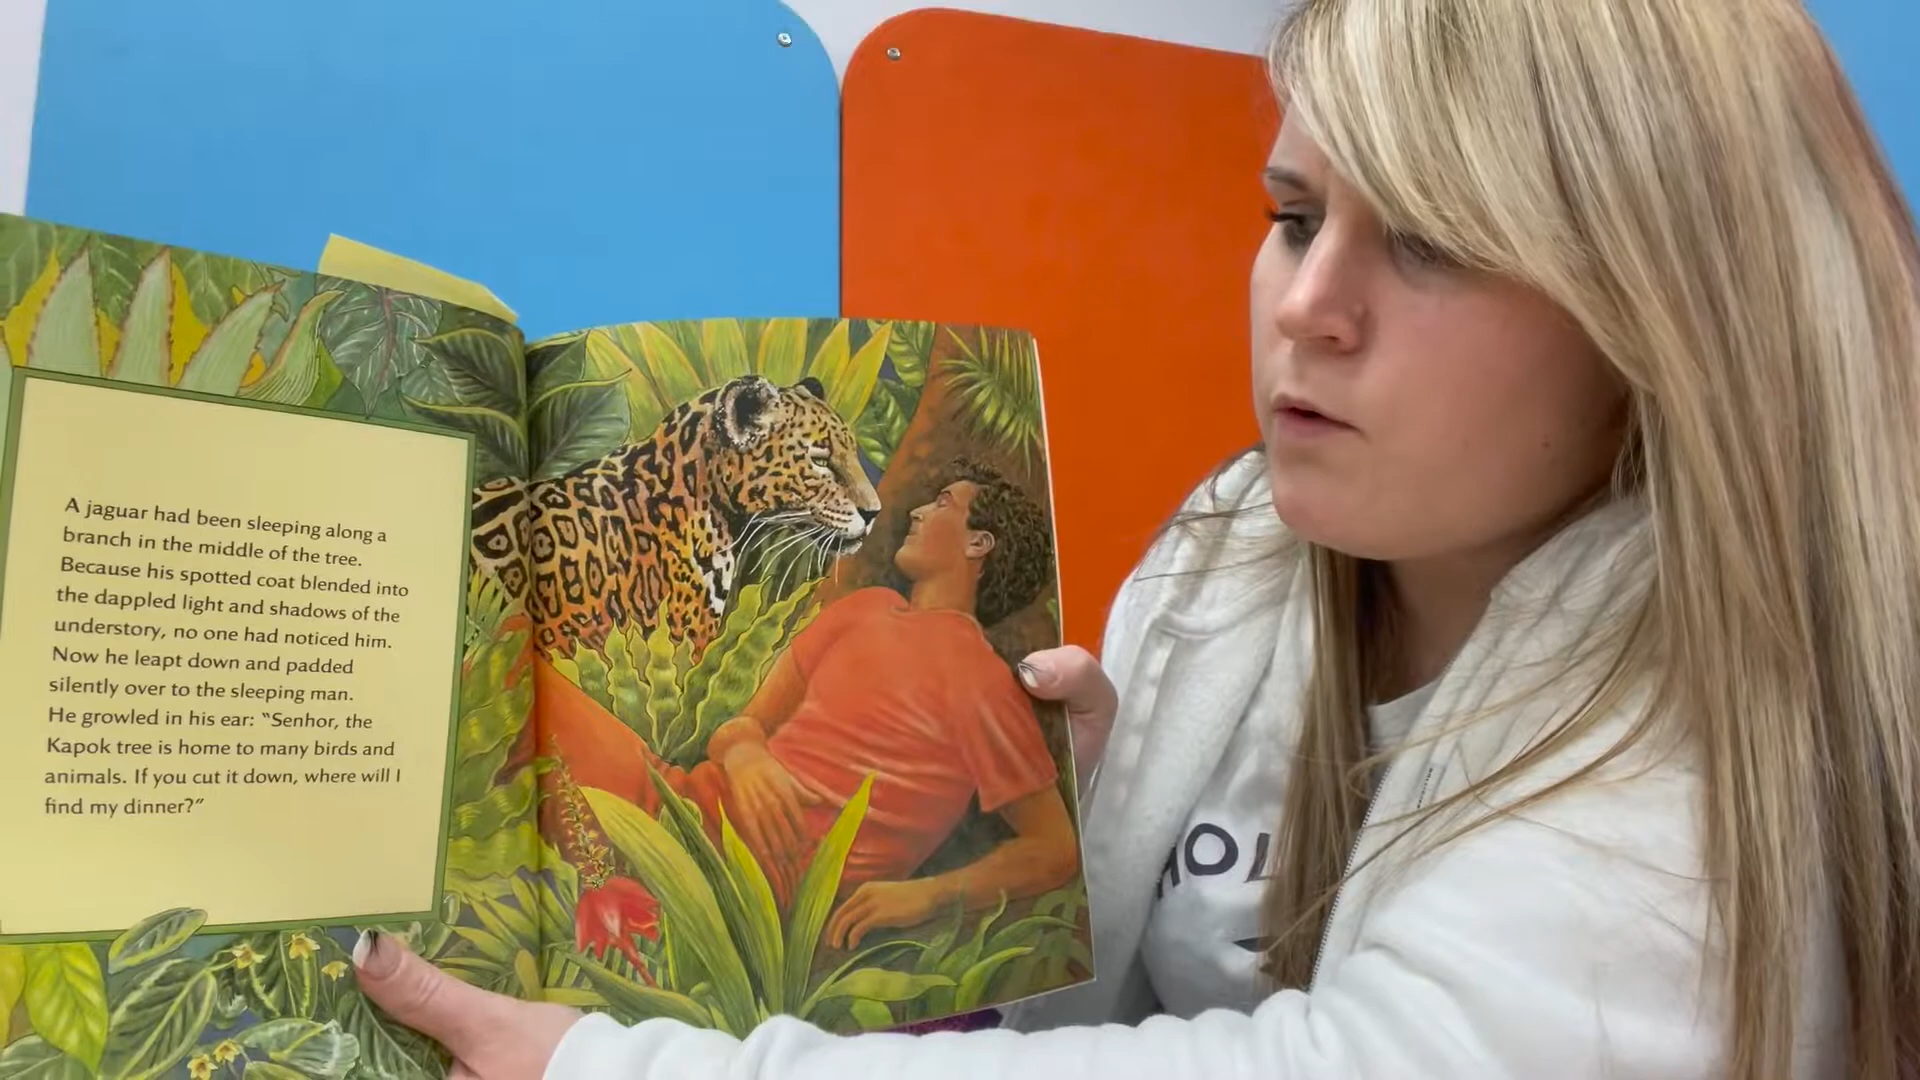 A jaguar had been sleeping along a
branch in the middle of the tree.
Because his spotted coat blended into
the dappled light and shadows of the
understory, no one had noticed him.
Now he leapt down and padded
silently over to the sleeping man.
He growled in his ear: “Senhor, the
Kapok tree is home to many birds and
animals. If you cut it down, where will I
find my dinner?”